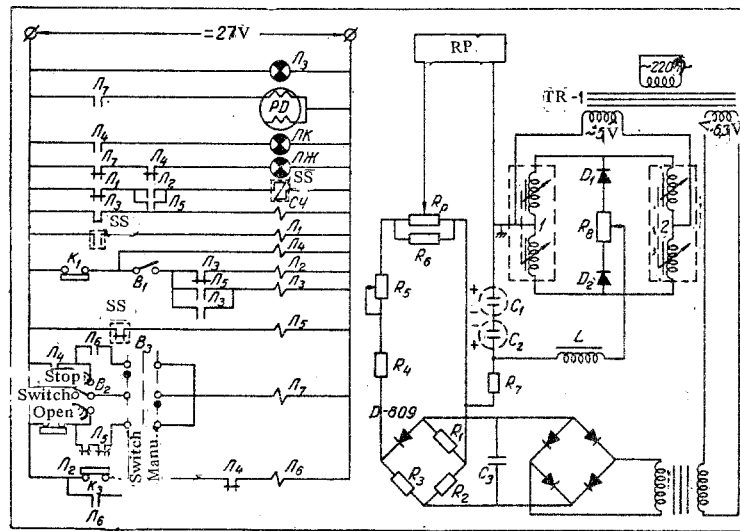 =27V
Л3
Л7
PD
Л4
ЛК
Л7 Л4 ЛЖ
SS
Л1 Л2
СЧ
Л3 Л5
SS
Л1
Л4
K1 B1 Л3 Л2
Л5 Л3
Л3
SS
Л5
Л6 B3
Л4
Stop
Switch B2 Л7
Open
Л5
Switch
Manu.
Л2 K3 Л4 Л6
Л6
RP
~220V
TR-1
~5V ~6,3V
Rp
R6
R5
R4
D1
R8
D2
1 2
+ C1 -
+ C2 -
L
R7
D-809
R1
R3 R2
C3